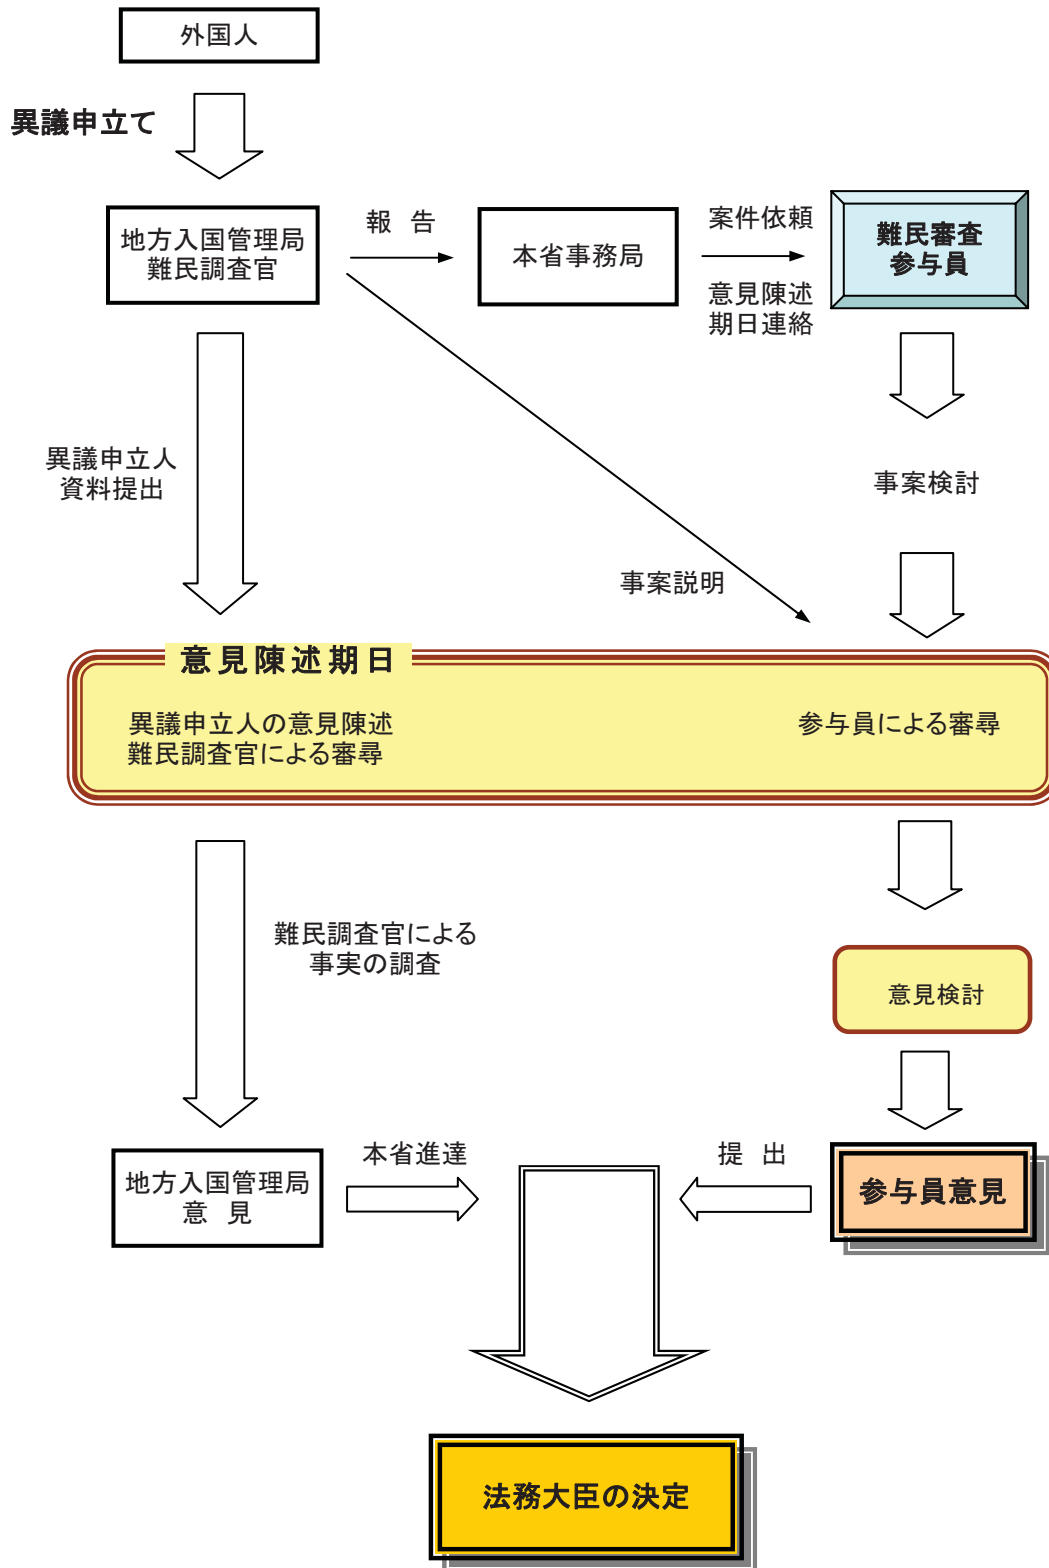 外国人
異議申立て
地方入国管理局
難民調査官
報 告
本省事務局
案件依頼
意見陳述
期日連絡
難民審査
参与員
異議申立人
資料提出
事案検討
事案説明
意見陳述期日
異議申立人の意見陳述
難民調査官による審尋
参与員による審尋
難民調査官による
事実の調査
意見検討
地方入国管理局
意 見
本省進達
提 出
参与員意見
法務大臣の決定